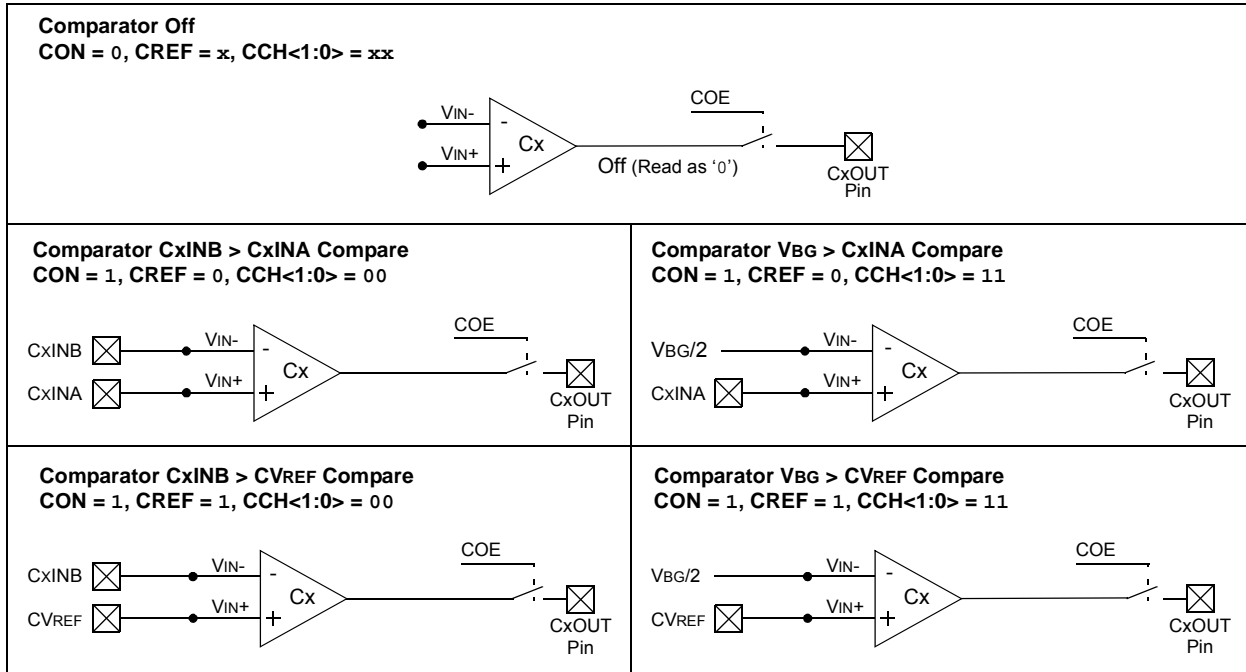 Comparator Off
CON = 0, CREF = x, CCH<1:0> = xx
COE
VIN-
-
Cx
VIN+
+
Off (Read as ‘0’)
CxOUT
Pin
Comparator CxINB > CxINA Compare
CON = 1, CREF = 0, CCH<1:0> = 00
COE
CxINB
VIN-
-
Cx
CxINA
VIN+
+
CxOUT
Pin
Comparator VBG > CxINA Compare
CON = 1, CREF = 0, CCH<1:0> = 11
COE
VBG/2
VIN-
-
Cx
CxINA
VIN+
+
CxOUT
Pin
Comparator CxINB > CVREF Compare
CON = 1, CREF = 1, CCH<1:0> = 00
COE
CxINB
VIN-
-
Cx
CVREF
VIN+
+
CxOUT
Pin
Comparator VBG > CVREF Compare
CON = 1, CREF = 1, CCH<1:0> = 11
COE
VBG/2
VIN-
-
Cx
CVREF
VIN+
+
CxOUT
Pin